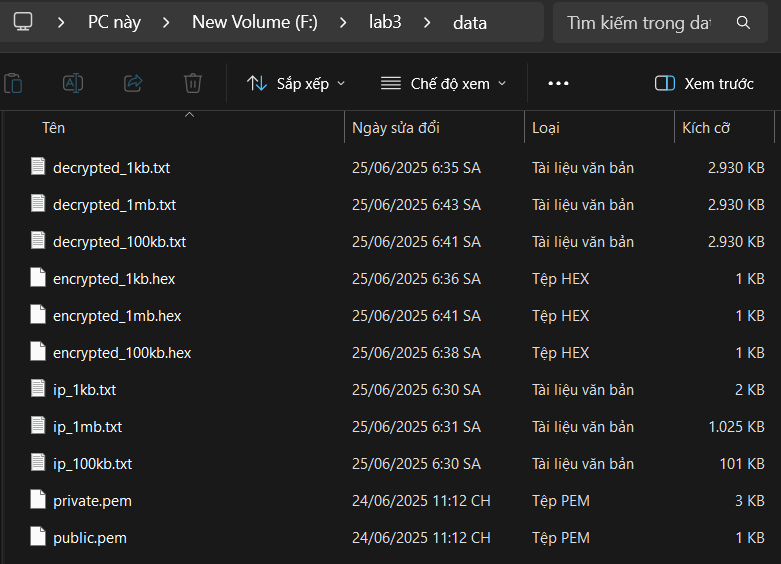 PC này > New Volume (F:) > lab3 > data Tìm kiếm trong da
Sắp xếp Chế độ xem ••• Xem trước
Tên Ngày sửa đổi Loại Kích cỡ
decrypted_1kb.txt 25/06/2025 6:35 SA Tài liệu văn bản 2.930 KB
decrypted_1mb.txt 25/06/2025 6:43 SA Tài liệu văn bản 2.930 KB
decrypted_100kb.txt 25/06/2025 6:41 SA Tài liệu văn bản 2.930 KB
encrypted_1kb.hex 25/06/2025 6:36 SA Tệp HEX 1 KB
encrypted_1mb.hex 25/06/2025 6:41 SA Tệp HEX 1 KB
encrypted_100kb.hex 25/06/2025 6:38 SA Tệp HEX 1 KB
ip_1kb.txt 25/06/2025 6:30 SA Tài liệu văn bản 2 KB
ip_1mb.txt 25/06/2025 6:31 SA Tài liệu văn bản 1.025 KB
ip_100kb.txt 25/06/2025 6:30 SA Tài liệu văn bản 101 KB
private.pem 24/06/2025 11:12 CH Tệp PEM 3 KB
public.pem 24/06/2025 11:12 CH Tệp PEM 1 KB